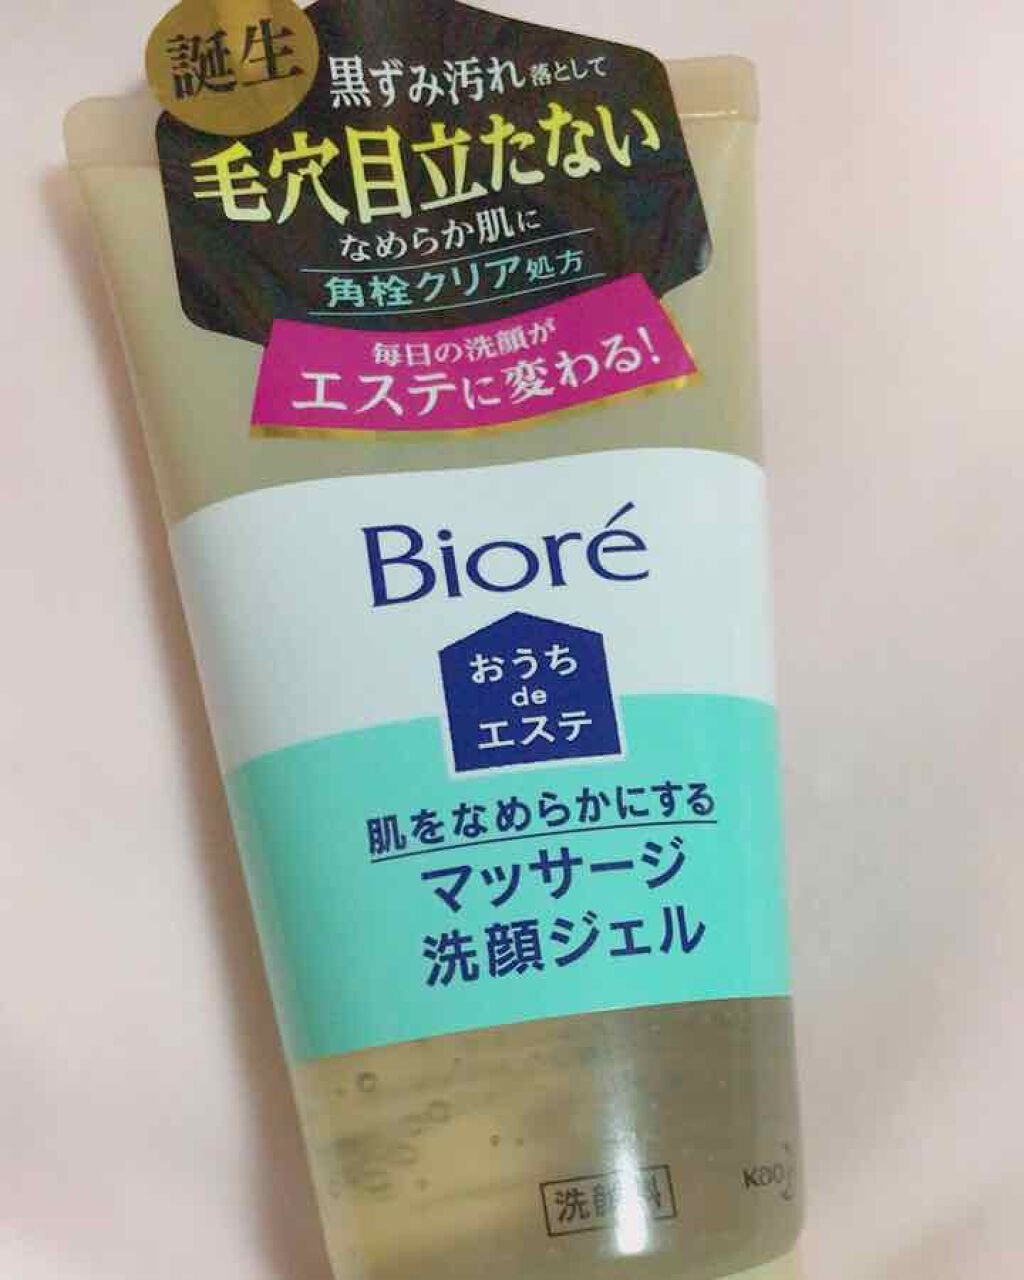 誕生
黒ずみ汚れ落として
毛穴目立たない
なめらか肌に
角栓クリア処方
毎日の洗顔が
エステに変わる!
Bioré
おうち
de
エステ
肌をなめらかにする
マッサージ
洗顔ジェル
洗顔料
Kao